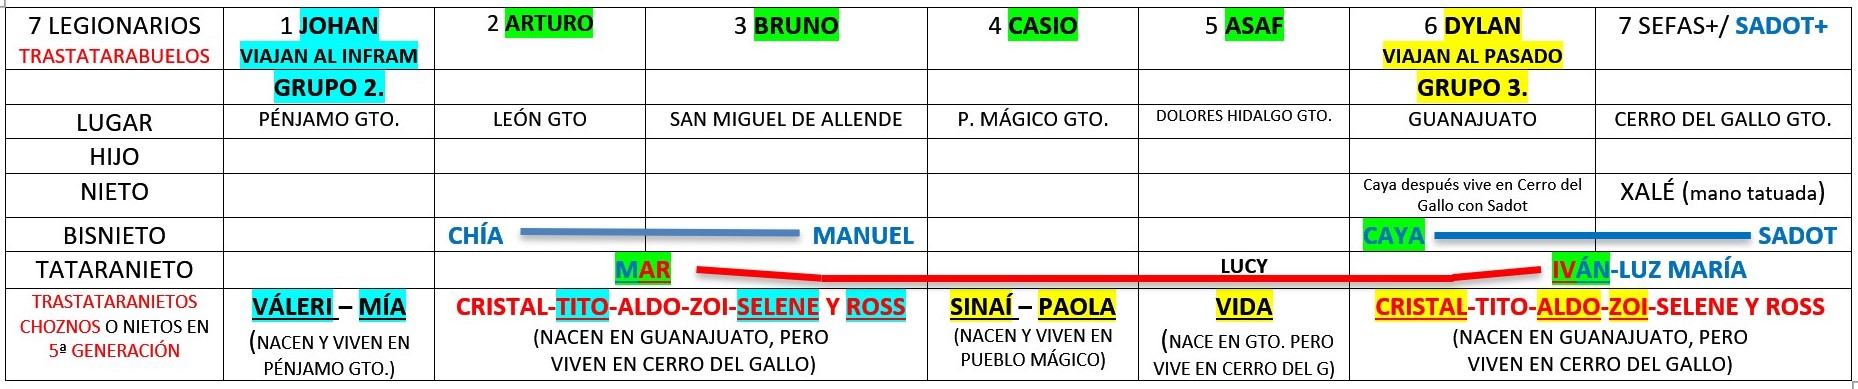 7 LEGIONARIOS
TRASTATARABUELOS
1 JOHAN
VIAJAN AL INFRAM
2 ARTURO
3 BRUNO
4 CASIO
5 ASAF
6 DYLAN
VIAJAN AL PASADO
7 SEFAS+/ SADOT+
GRUPO 2.
GRUPO 3.
LUGAR
PÉNJAMO GTO.
LEÓN GTO
SAN MIGUEL DE ALLENDE
P. MÁGICO GTO.
DOLORES HIDALGO GTO.
GUANAJUATO
CERRO DEL GALLO GTO.
HIJO
NIETO
Caya después vive en Cerro del
Gallo con Sadot
XALÉ (mano tatuada)
BISNIETO
CHÍA
MANUEL
CAYA
SADOT
TATARANIETO
MAR
LUCY
IVÁN-LUZ MARÍA
TRASTATARANIETOS
CHOZNOS O NIETOS EN
5ª GENERACIÓN
VÁLERI – MÍA
(NACEN Y VIVEN EN
PÉNJAMO GTO.)
CRISTAL-TITO-ALDO-ZOI-SELENE Y ROSS
(NACEN EN GUANAJUATO, PERO
VIVEN EN CERRO DEL GALLO)
SINAÍ – PAOLA
(NACEN Y VIVEN EN
PUEBLO MÁGICO)
VIDA
(NACE EN GTO. PERO
VIVE EN CERRO DEL G)
CRISTAL-TITO-ALDO-ZOI-SELENE Y ROSS
(NACEN EN GUANAJUATO, PERO
VIVEN EN CERRO DEL GALLO)